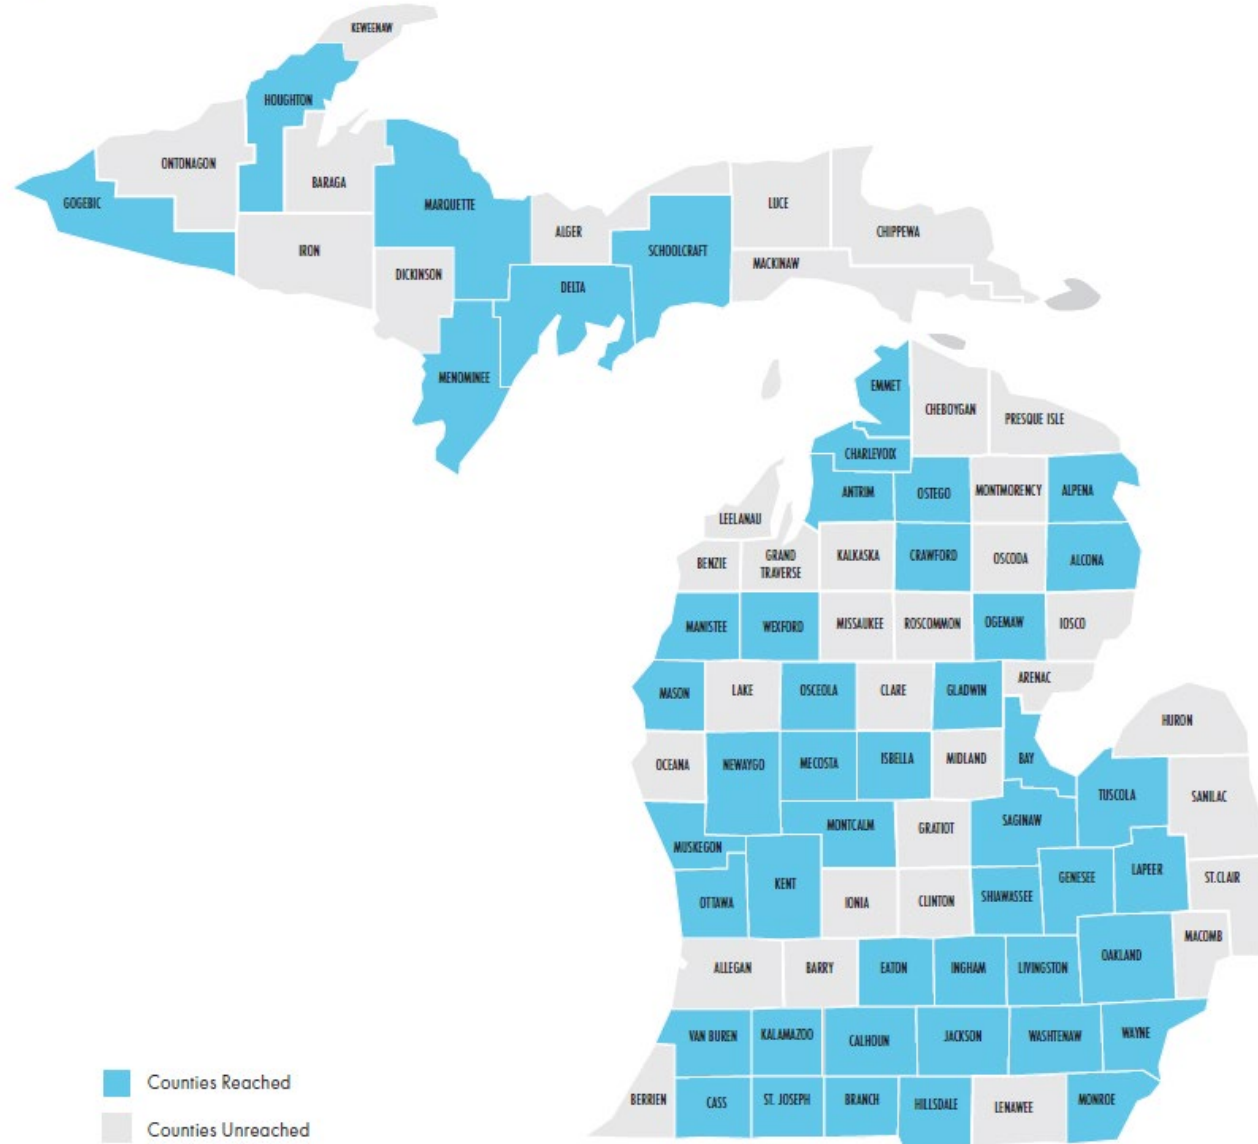 KEWEENAW
HOUGHTON
ONTONAGON
BARAGA
GOGEBIC
MARQUETTE
LUCE
ALGER
CHIPPEWA
IRON
SCHOOLCRAFT
MACKINAW
DICKINSON
DELTA
MENOMINEE
EMMET
CHEBOYGAN
PRESQUE ISLE
CHARLEVOIX
ANTRIM
OSTEGO
MONTMORENCY
ALPENA
LEELANAU
BENZIE
GRAND
TRAVERSE
KALKASKA
CRAWFORD
OSCODA
ALCONA
MANISTEE
WEXFORD
MISSAUKEE
ROSCOMMON
OGEMAW
IOSCO
MASON
LAKE
OSCEOLA
CLARE
GLADWIN
ARENAC
HURON
OCEANA
NEWAYGO
MECOSTA
ISBELLA
MIDLAND
BAY
TUSCOLA
SANILAC
MUSKEGON
MONTCALM
GRATIOT
SAGINAW
OTTAWA
KENT
IONIA
CLINTON
SHIAWASSEE
GENESEE
LAPEER
ST.CLAIR
ALLEGAN
BARRY
EATON
INGHAM
LIVINGSTON
OAKLAND
MACOMB
VAN BUREN
KALAMAZOO
CALHOUN
JACKSON
WASHTENAW
WAYNE
BERRIEN
CASS
ST. JOSEPH
BRANCH
HILLSDALE
LENAWEE
MONROE
Counties Reached
Counties Unreached